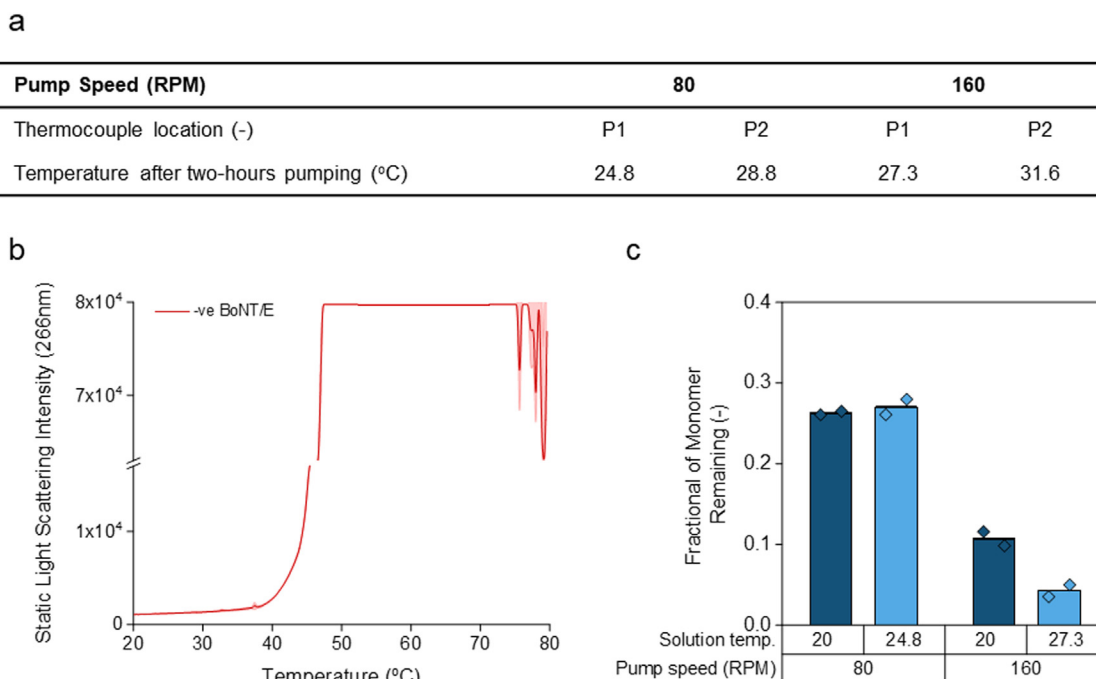 a
Pump Speed (RPM) 80 160
Thermocouple location (-) P1 P2 P1 P2
Temperature after two-hours pumping (ºC) 24.8 28.8 27.3 31.6
b
Static Light Scattering Intensity (266nm)
8x10⁴
7x10⁴
1x10⁴
0
-ve BoNT/E
20 30 40 50 60 70 80
Temperature (ºC)
c
Fractional of Monomer
Remaining (-)
0.4
0.3
0.2
0.1
0.0
Solution temp. 20 24.8 20 27.3
Pump speed (RPM) 80 160